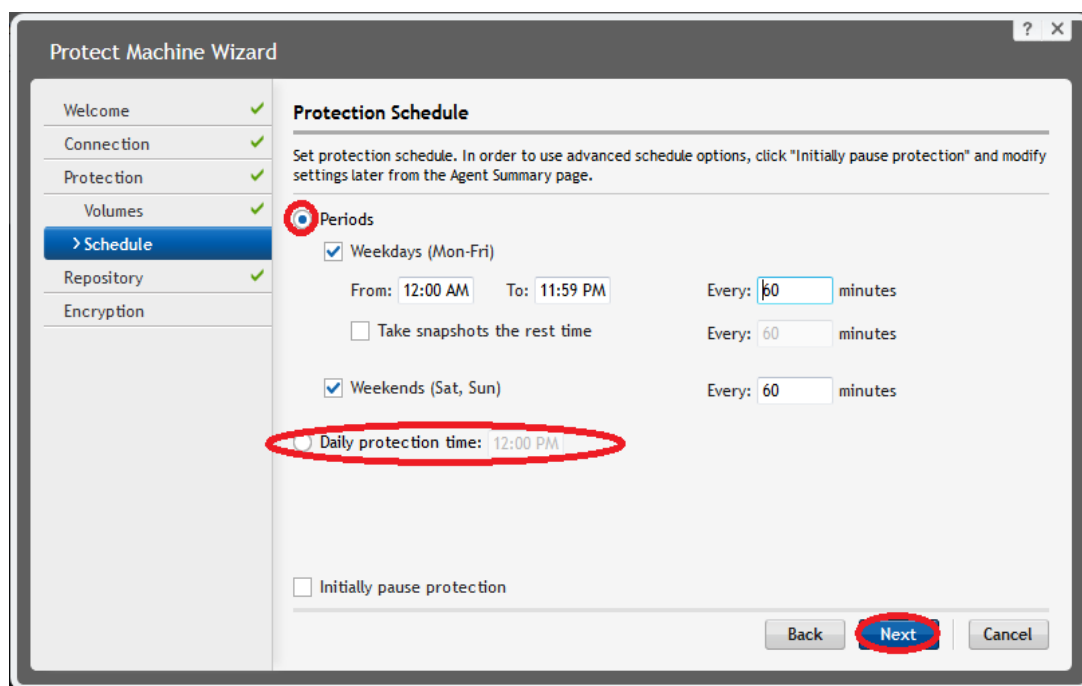 ? X
Protect Machine Wizard
Welcome
Connection
Protection
Volumes
> Schedule
Repository
Encryption
Protection Schedule
Set protection schedule. In order to use advanced schedule options, click "Initially pause protection" and modify
settings later from the Agent Summary page.
Periods
Weekdays (Mon-Fri)
From: 12:00 AM To: 11:59 PM Every: 60 minutes
Take snapshots the rest time Every: 60 minutes
Weekends (Sat, Sun) Every: 60 minutes
Daily protection time: 12:00 PM
Initially pause protection
Back Next Cancel